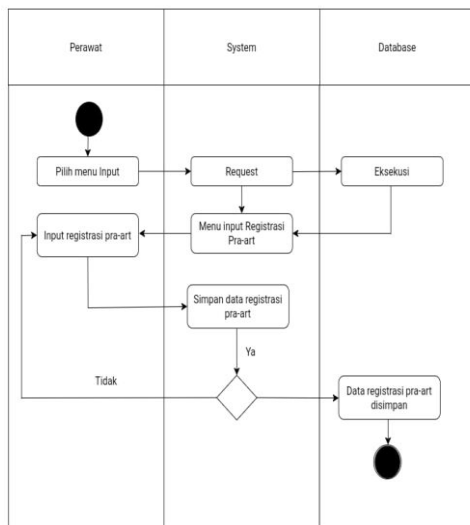 Perawat
System
Database
Pilih menu Input
Request
Eksekusi
Input registrasi pra-art
Menu input Registrasi
Pra-art
Simpan data registrasi
pra-art
Ya
Tidak
Data registrasi pra-art
disimpan